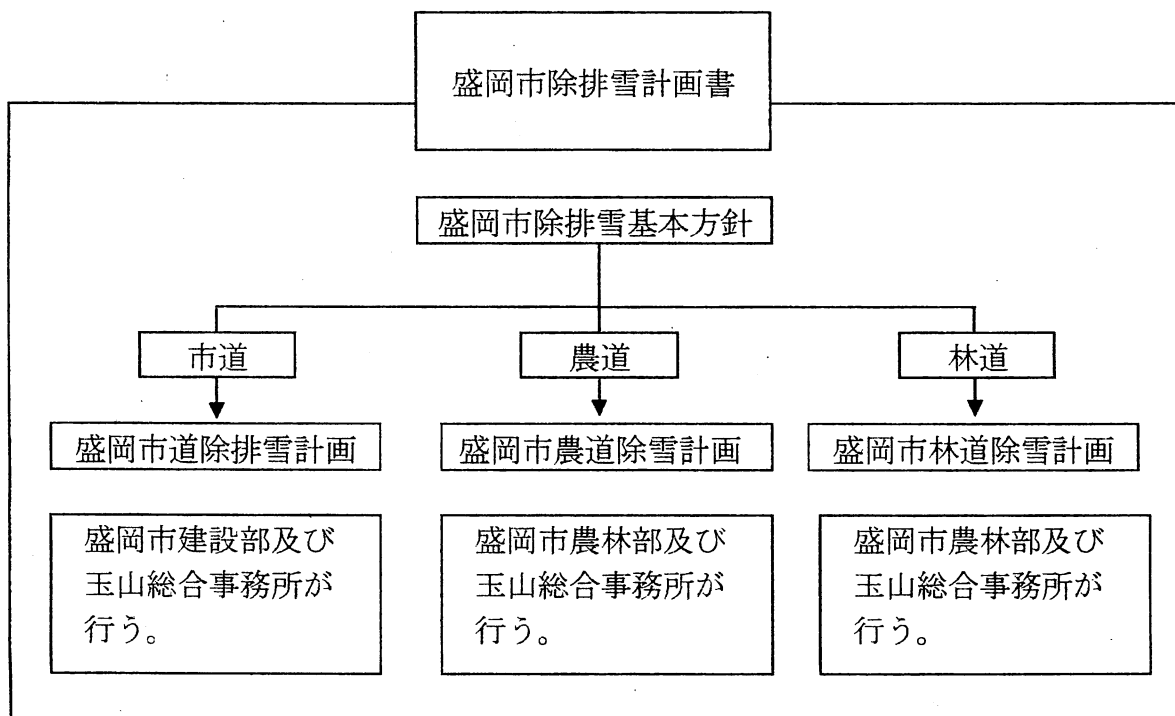 盛岡市除排雪計画書
盛岡市除排雪基本方針
市道
農道
林道
盛岡市道除排雪計画
盛岡市農道除雪計画
盛岡市林道除雪計画
盛岡市建設部及び
玉山総合事務所が
行う。
盛岡市農林部及び
玉山総合事務所が
行う。
盛岡市農林部及び
玉山総合事務所が
行う。